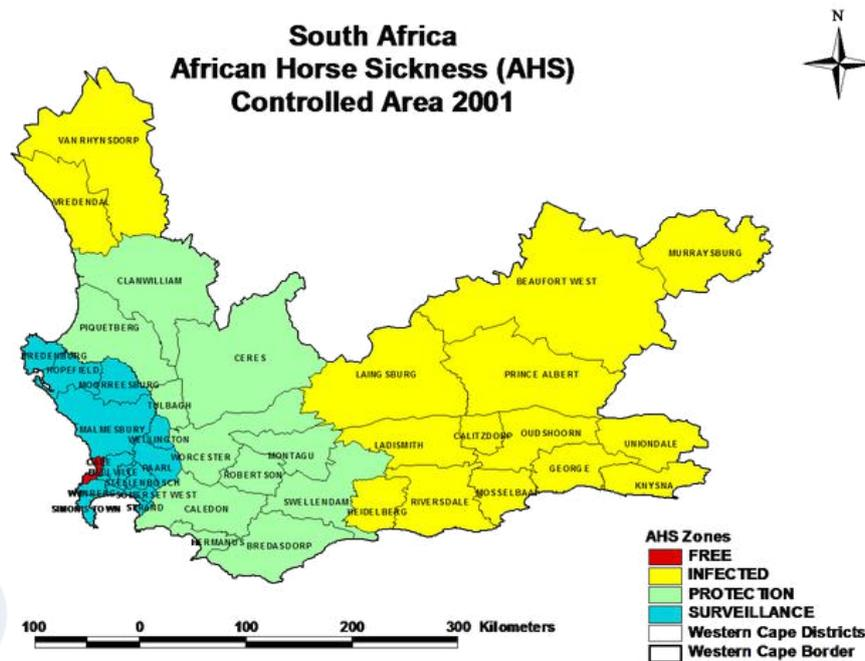 South Africa
African Horse Sickness (AHS)
Controlled Area 2001
N
VAN RHYNSDORP
VREDENDAL
CLANWILLIAM
PIQUETBERG
CERES
MURRAYSBURG
BEAUFORT WEST
LAINGSBURG
PRINCE ALBERT
VREDENBURG
HOPEFIELD
MOORREESBURG
TULBAGH
MALMESBURY
WELLINGTON
WORCESTER
MONTAGU
ROBERTSON
LADISMITH
CALITZDORP
OUDSHOORN
UNIONDALE
GEORGE
KNYSNA
PAARL
STELLENBOSCH
SOMERSET WEST
STRAND
SIMONS TOWN
CALEDON
SWELLENDAM
HEIDELBERG
RIVERSDALE
MOSSELBAAI
HERMANUS
BREDASDORP
100 0 100 200 300 Kilometers
AHS Zones
FREE
INFECTED
PROTECTION
SURVEILLANCE
Western Cape Districts
Western Cape Border